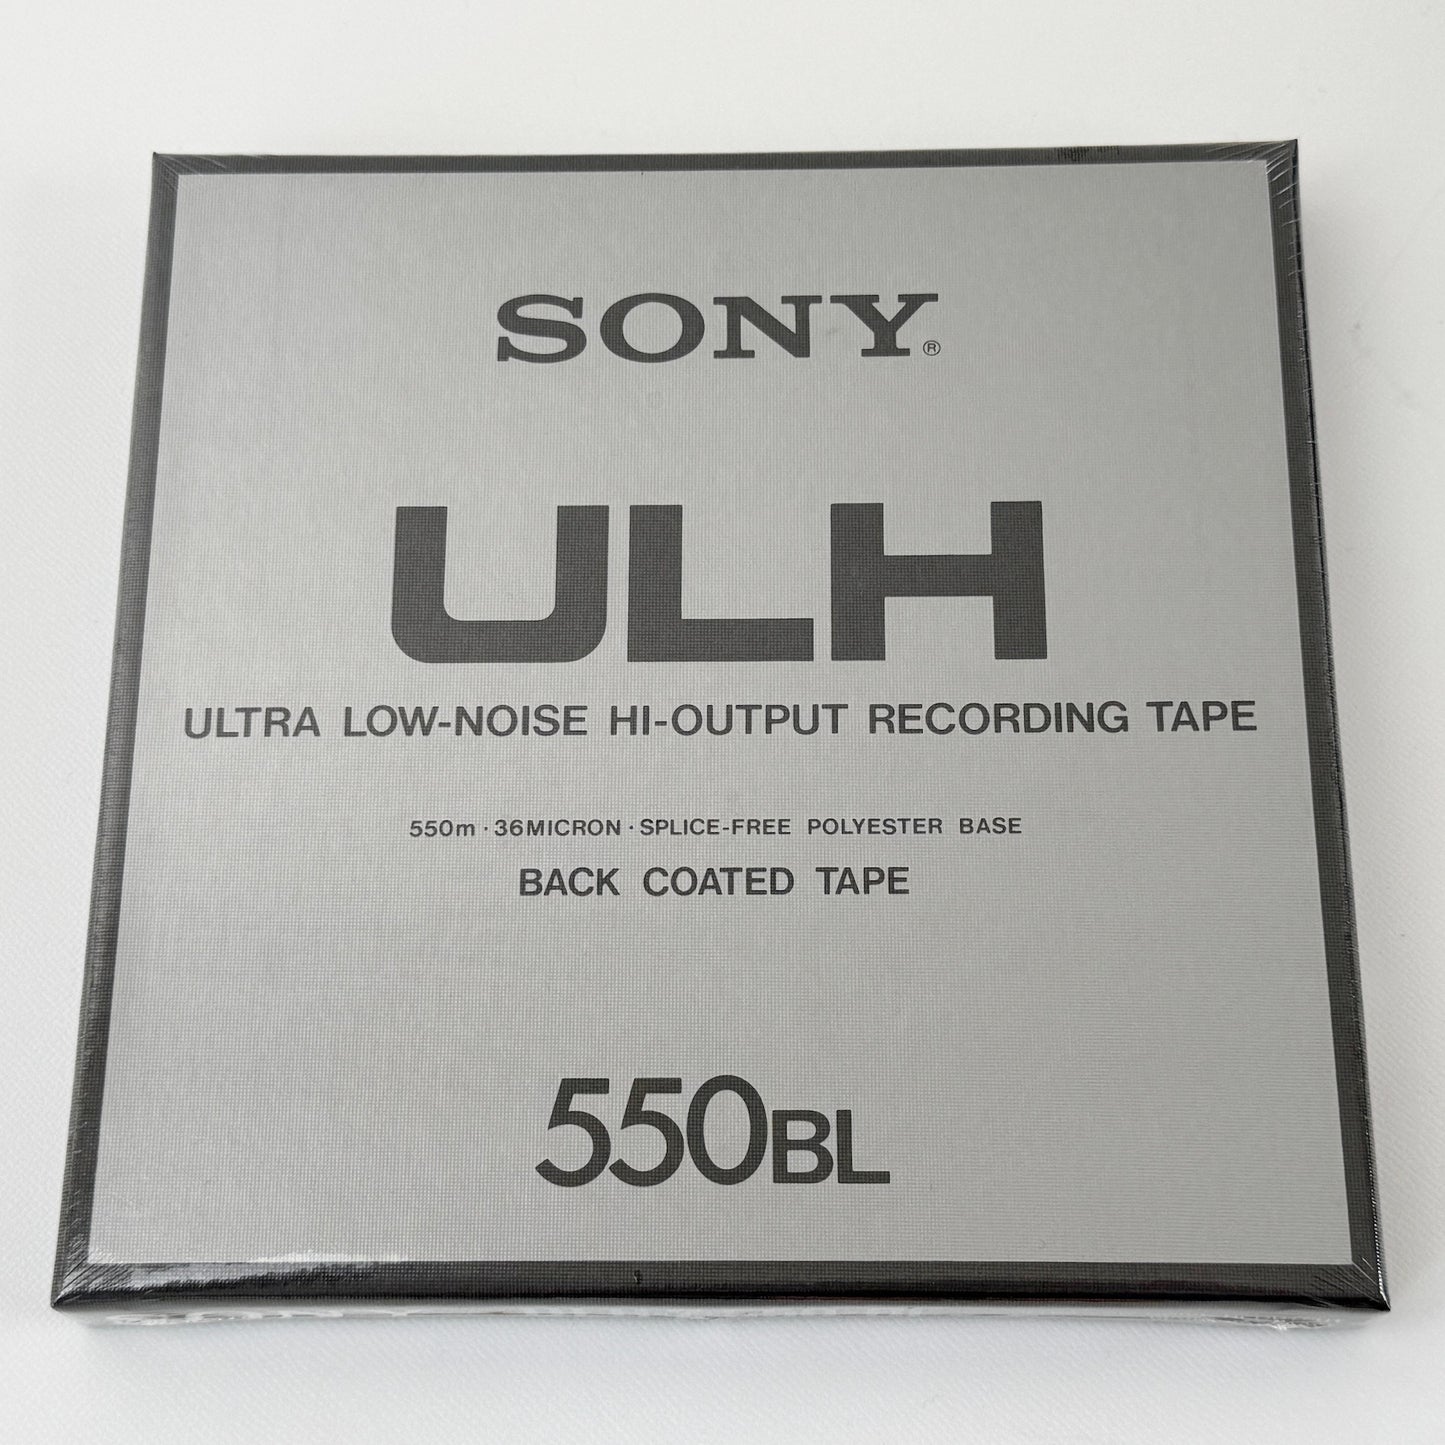 SONY®
ULH
ULTRA LOW-NOISE HI-OUTPUT RECORDING TAPE
550m · 36MICRON · SPLICE-FREE POLYESTER BASE
BACK COATED TAPE
550BL